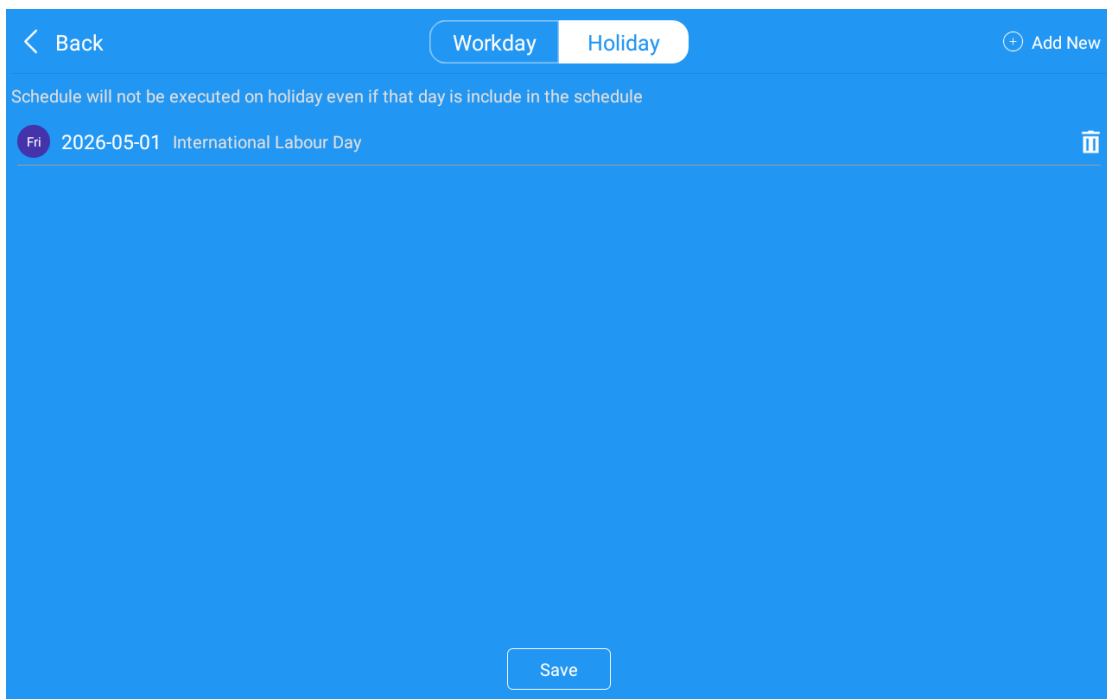 Back Workday Holiday Add New
Schedule will not be executed on holiday even if that day is include in the schedule
Fri 2026-05-01 International Labour Day
Save